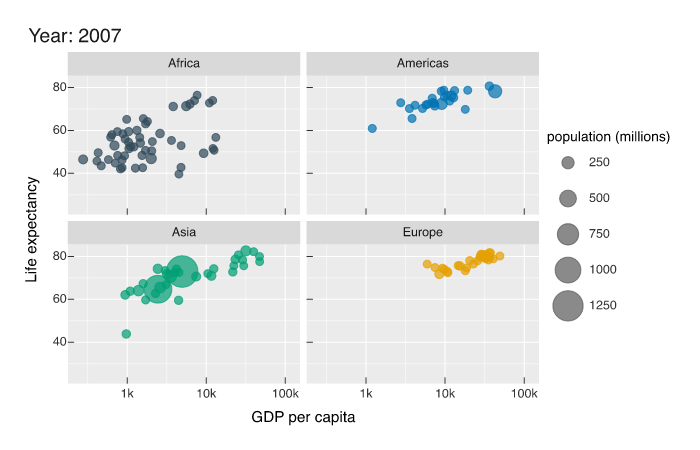 Year: 2007
Africa
Americas
80
60
40
Asia
Europe
80
60
40
1k 10k 100k
1k 10k 100k
Life expectancy
GDP per capita
population (millions)
250
500
750
1000
1250